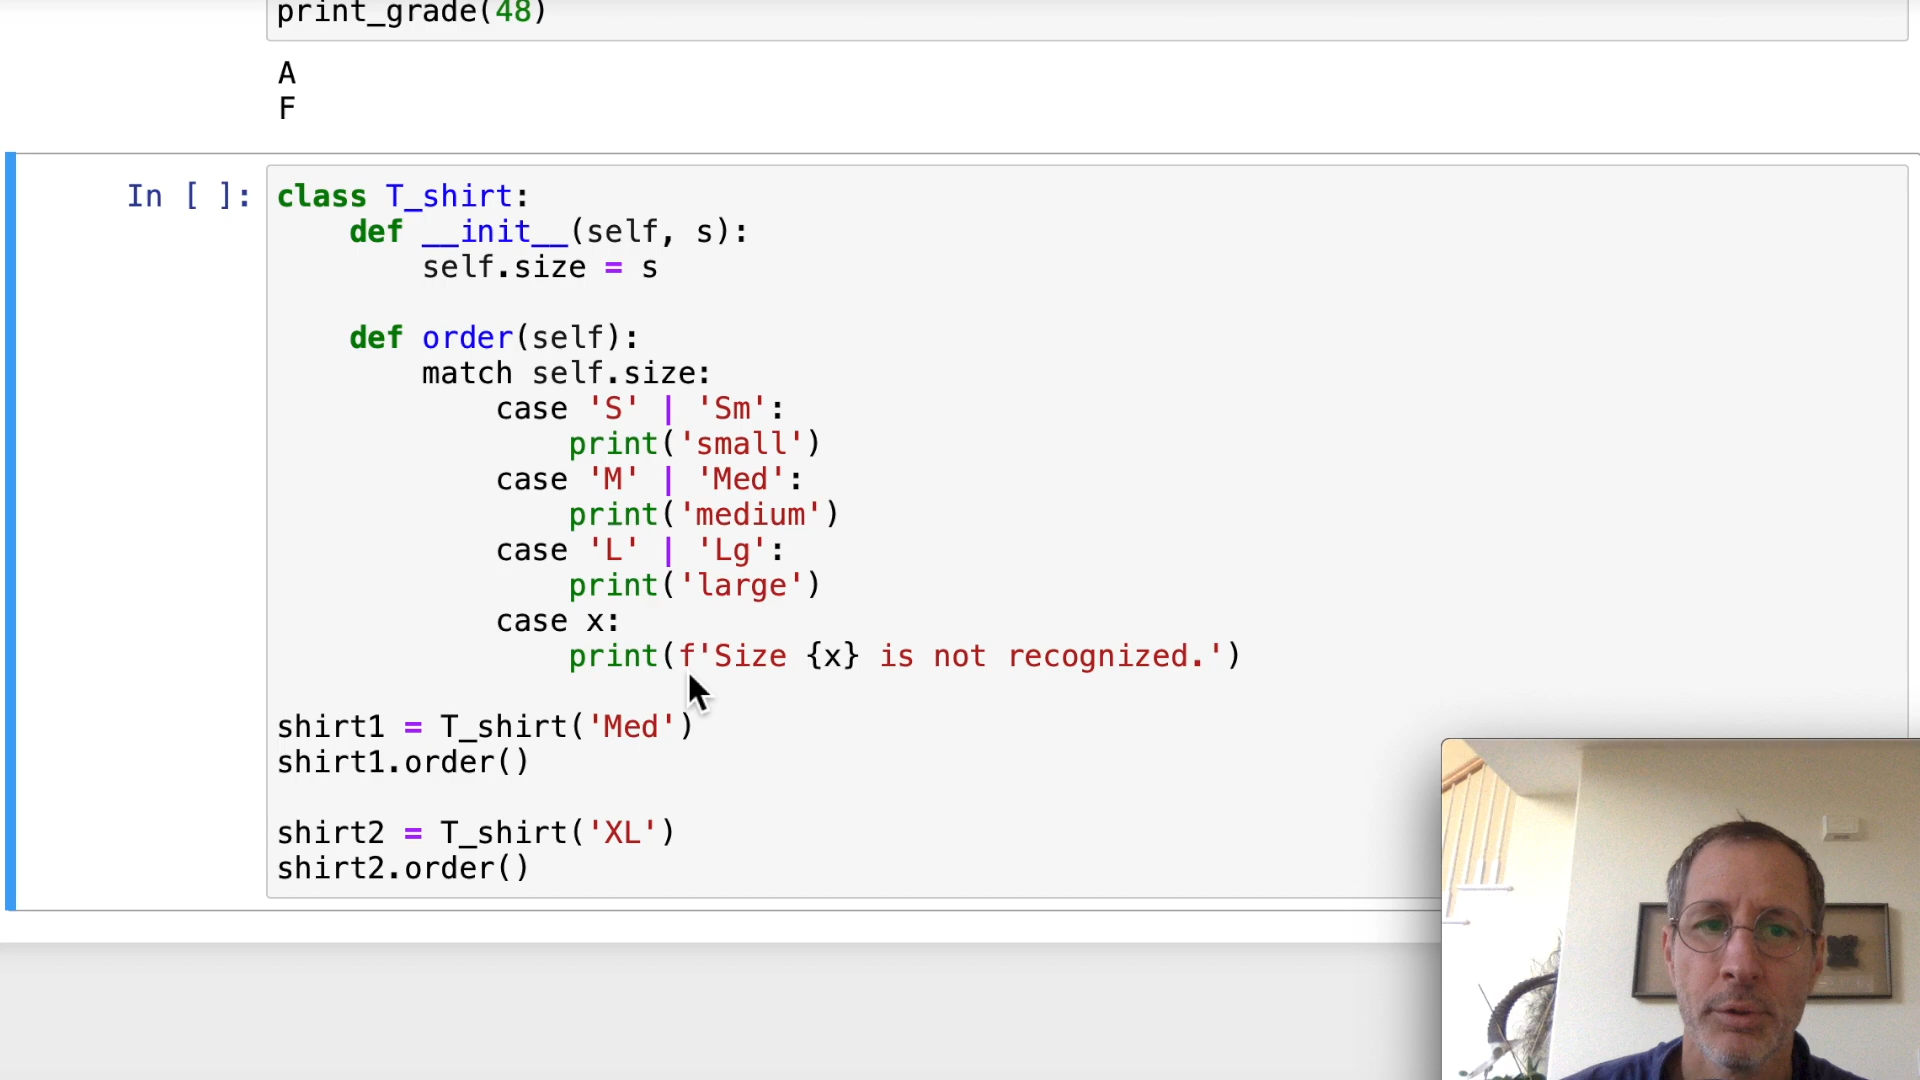 print_grade(48)
A
F
In [ ]:
class T_shirt:
    def __init__(self, s):
        self.size = s
    def order(self):
        match self.size:
            case 'S' | 'Sm':
                print('small')
            case 'M' | 'Med':
                print('medium')
            case 'L' | 'Lg':
                print('large')
            case x:
                print(f'Size {x} is not recognized.')
shirt1 = T_shirt('Med')
shirt1.order()
shirt2 = T_shirt('XL')
shirt2.order()